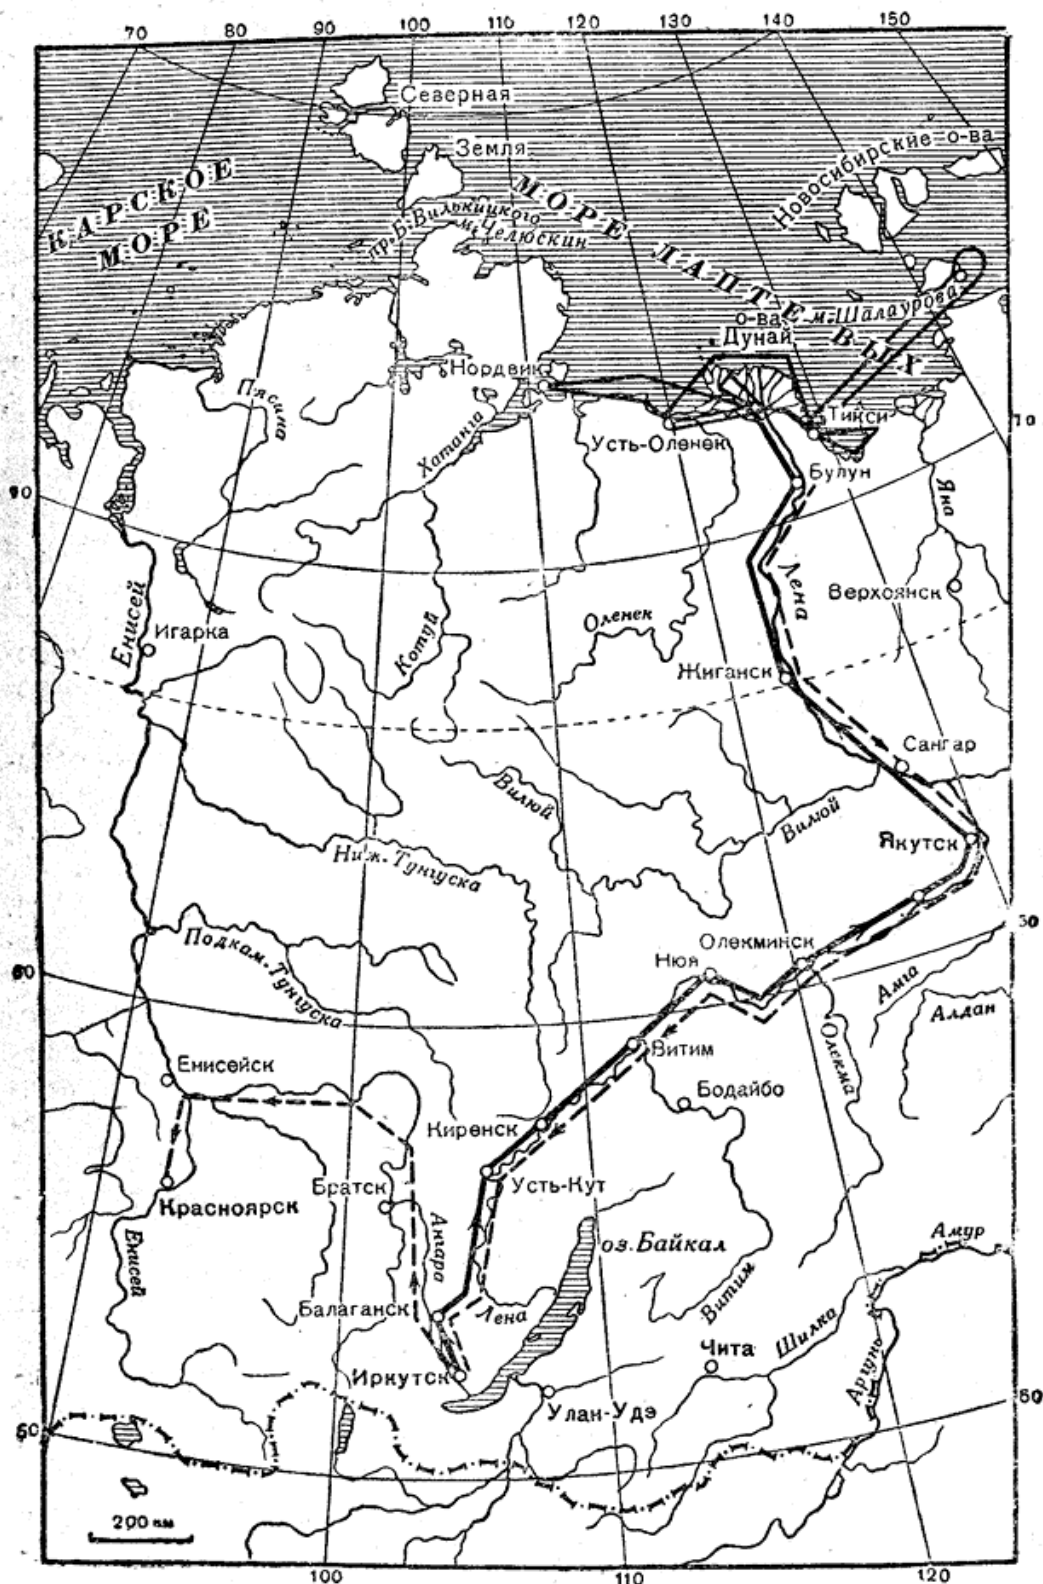 70 80 90 100 110 120 130 140 150
Северная
Земля
КАРСКОЕ
МОРЕ
МОРЕ ЛАПТЕВЫХ
Новосибирские о-ва
пр. Б. Вилькицкого
м. Челюскин
м. Шалаурова
о-ва
Дунай
Нордвик
Тикси
Усть-Оленек
Пясина
Хатанга
Булун
70
Яна
Лена
Верхоянск
Енисей
Игарка
Котуй
Оленек
Жиганск
Сангар
Вилюй
Вилюй
Якутск
Ниж. Тунгуска
Подкам. Тунгуска
Олекминск
Нюя
Амга
Алдан
60
Олекма
Витим
Енисейск
Бодайбо
Киренск
Братск
Усть-Кут
Красноярск
Ангара
Енисей
оз. Байкал
Амур
Витим
Балаганск
Лена
Шилка
Чита
Аргунь
Иркутск
Улан-Удэ
200 км
100 110 120